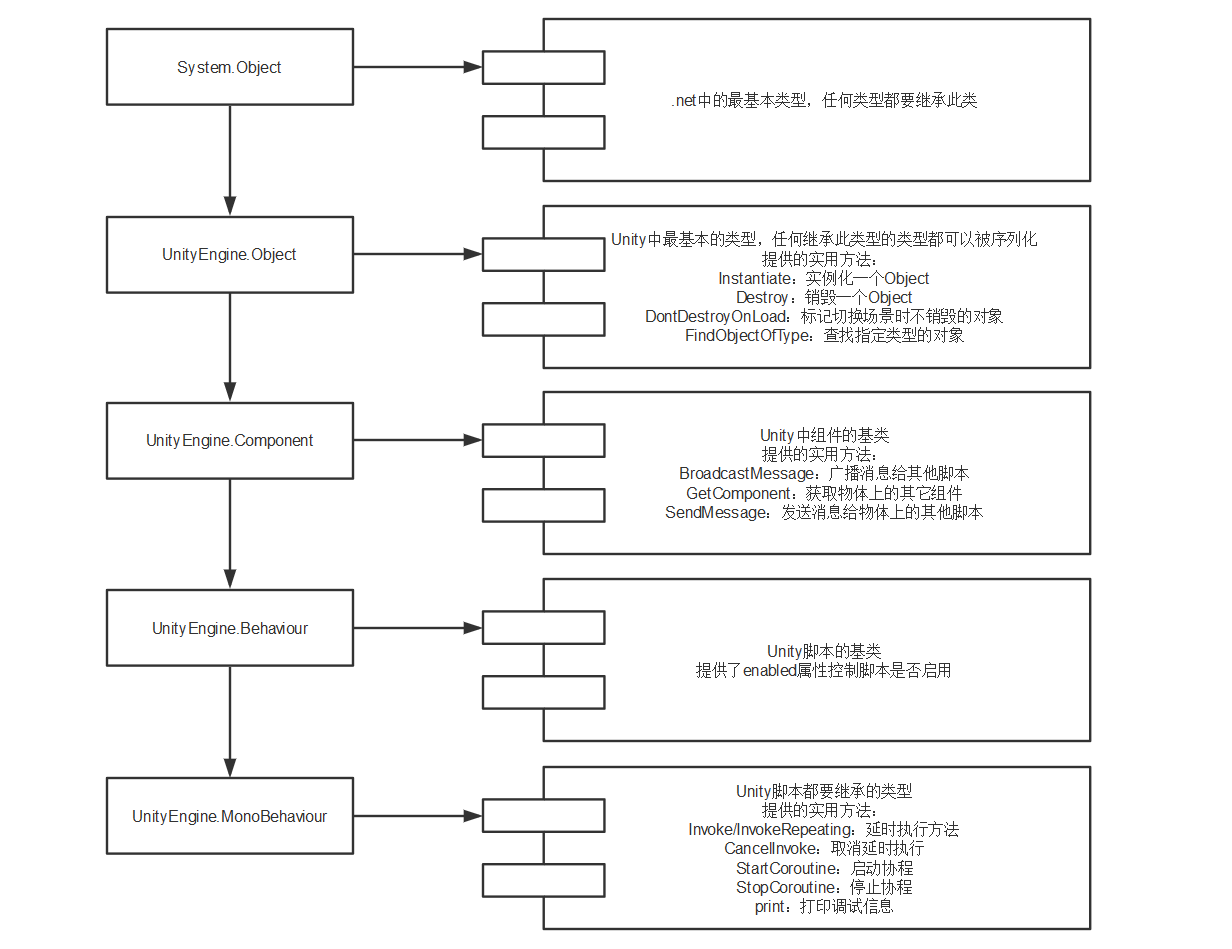 System.Object
.net中的最基本类型，任何类型都要继承此类
UnityEngine.Object
Unity中最基本的类型，任何继承此类型的类型都可以被序列化
提供的实用方法：
Instantiate：实例化一个Object
Destroy：销毁一个Object
DontDestroyOnLoad：标记切换场景时不销毁的对象
FindObjectOfType：查找指定类型的对象
UnityEngine.Component
Unity中组件的基类
提供的实用方法：
BroadcastMessage：广播消息给其他脚本
GetComponent：获取物体上的其它组件
SendMessage：发送消息给物体上的其他脚本
UnityEngine.Behaviour
Unity脚本的基类
提供了enabled属性控制脚本是否启用
UnityEngine.MonoBehaviour
Unity脚本都要继承的类型
提供的实用方法：
Invoke/InvokeRepeating：延时执行方法
CancelInvoke：取消延时执行
StartCoroutine：启动协程
StopCoroutine：停止协程
print：打印调试信息